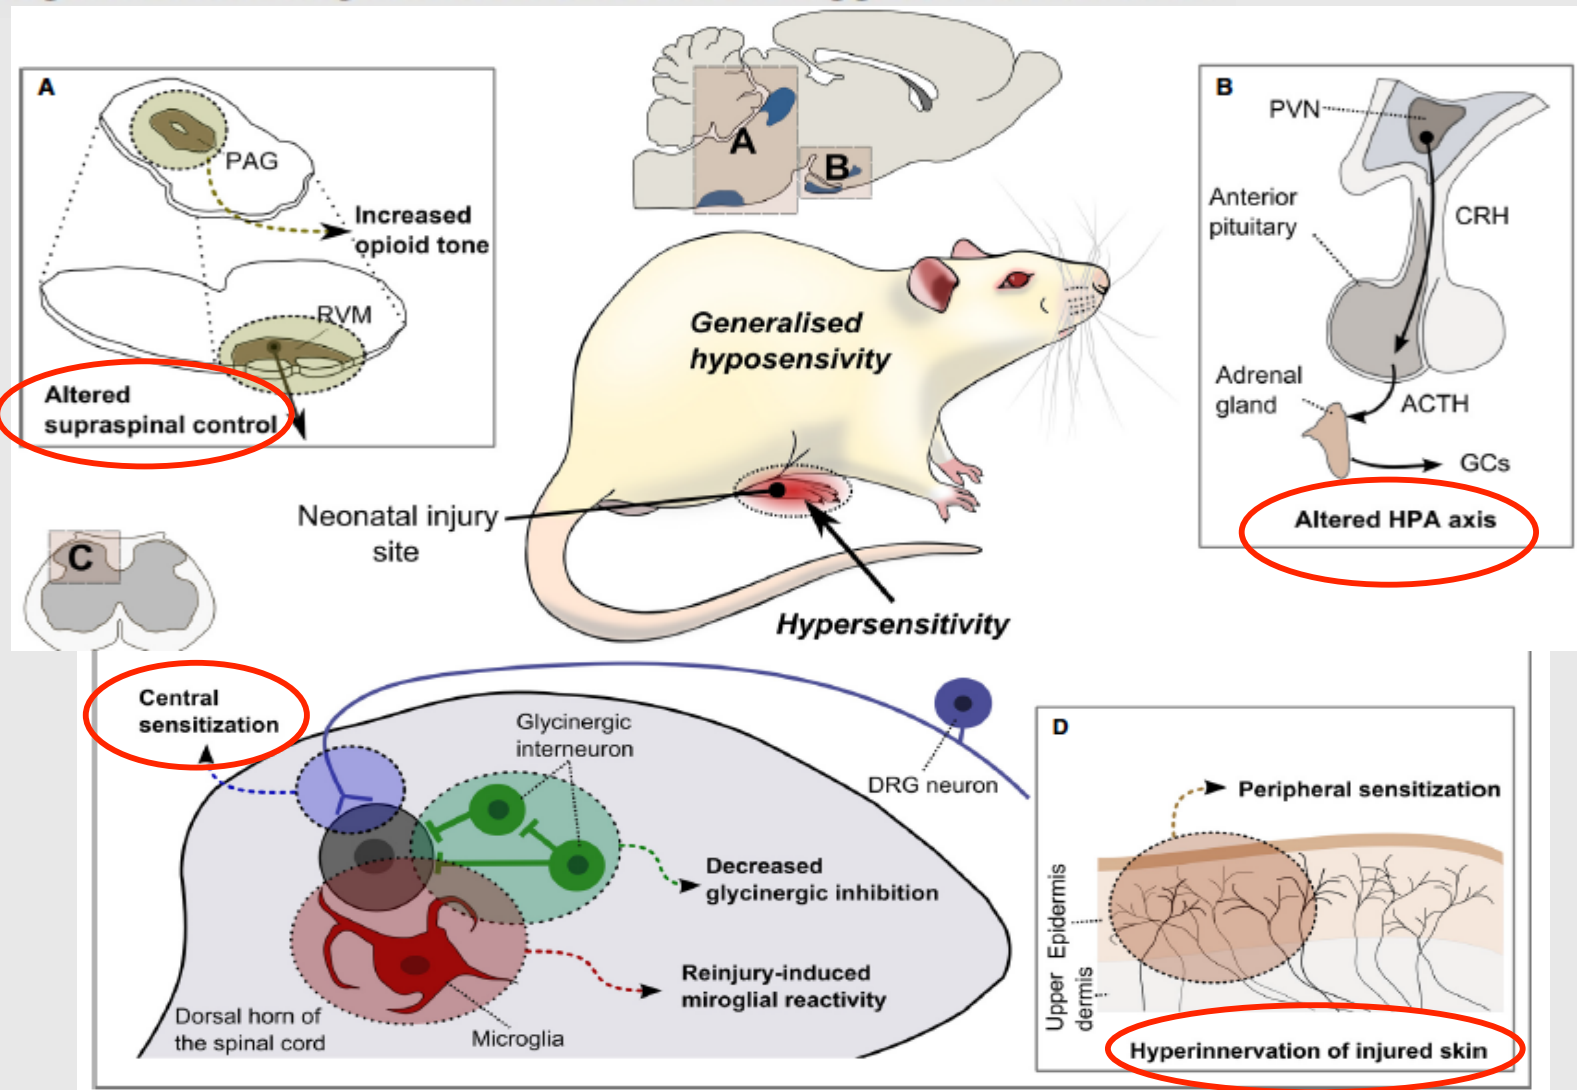 A
PAG
Increased
opioid tone
RVM
Altered
supraspinal control
A
B
Generalised
hyposensivity
Neonatal injury
site
Hypersensitivity
B
PVN
Anterior
pituitary
CRH
Adrenal
gland
ACTH
GCs
Altered HPA axis
C
Central
sensitization
Glycinergic
interneuron
DRG neuron
Decreased
glycinergic inhibition
Reinjury-induced
miroglial reactivity
Dorsal horn of
the spinal cord
Microglia
D
Peripheral sensitization
Epidermis
Upper
dermis
Hyperinnervation of injured skin